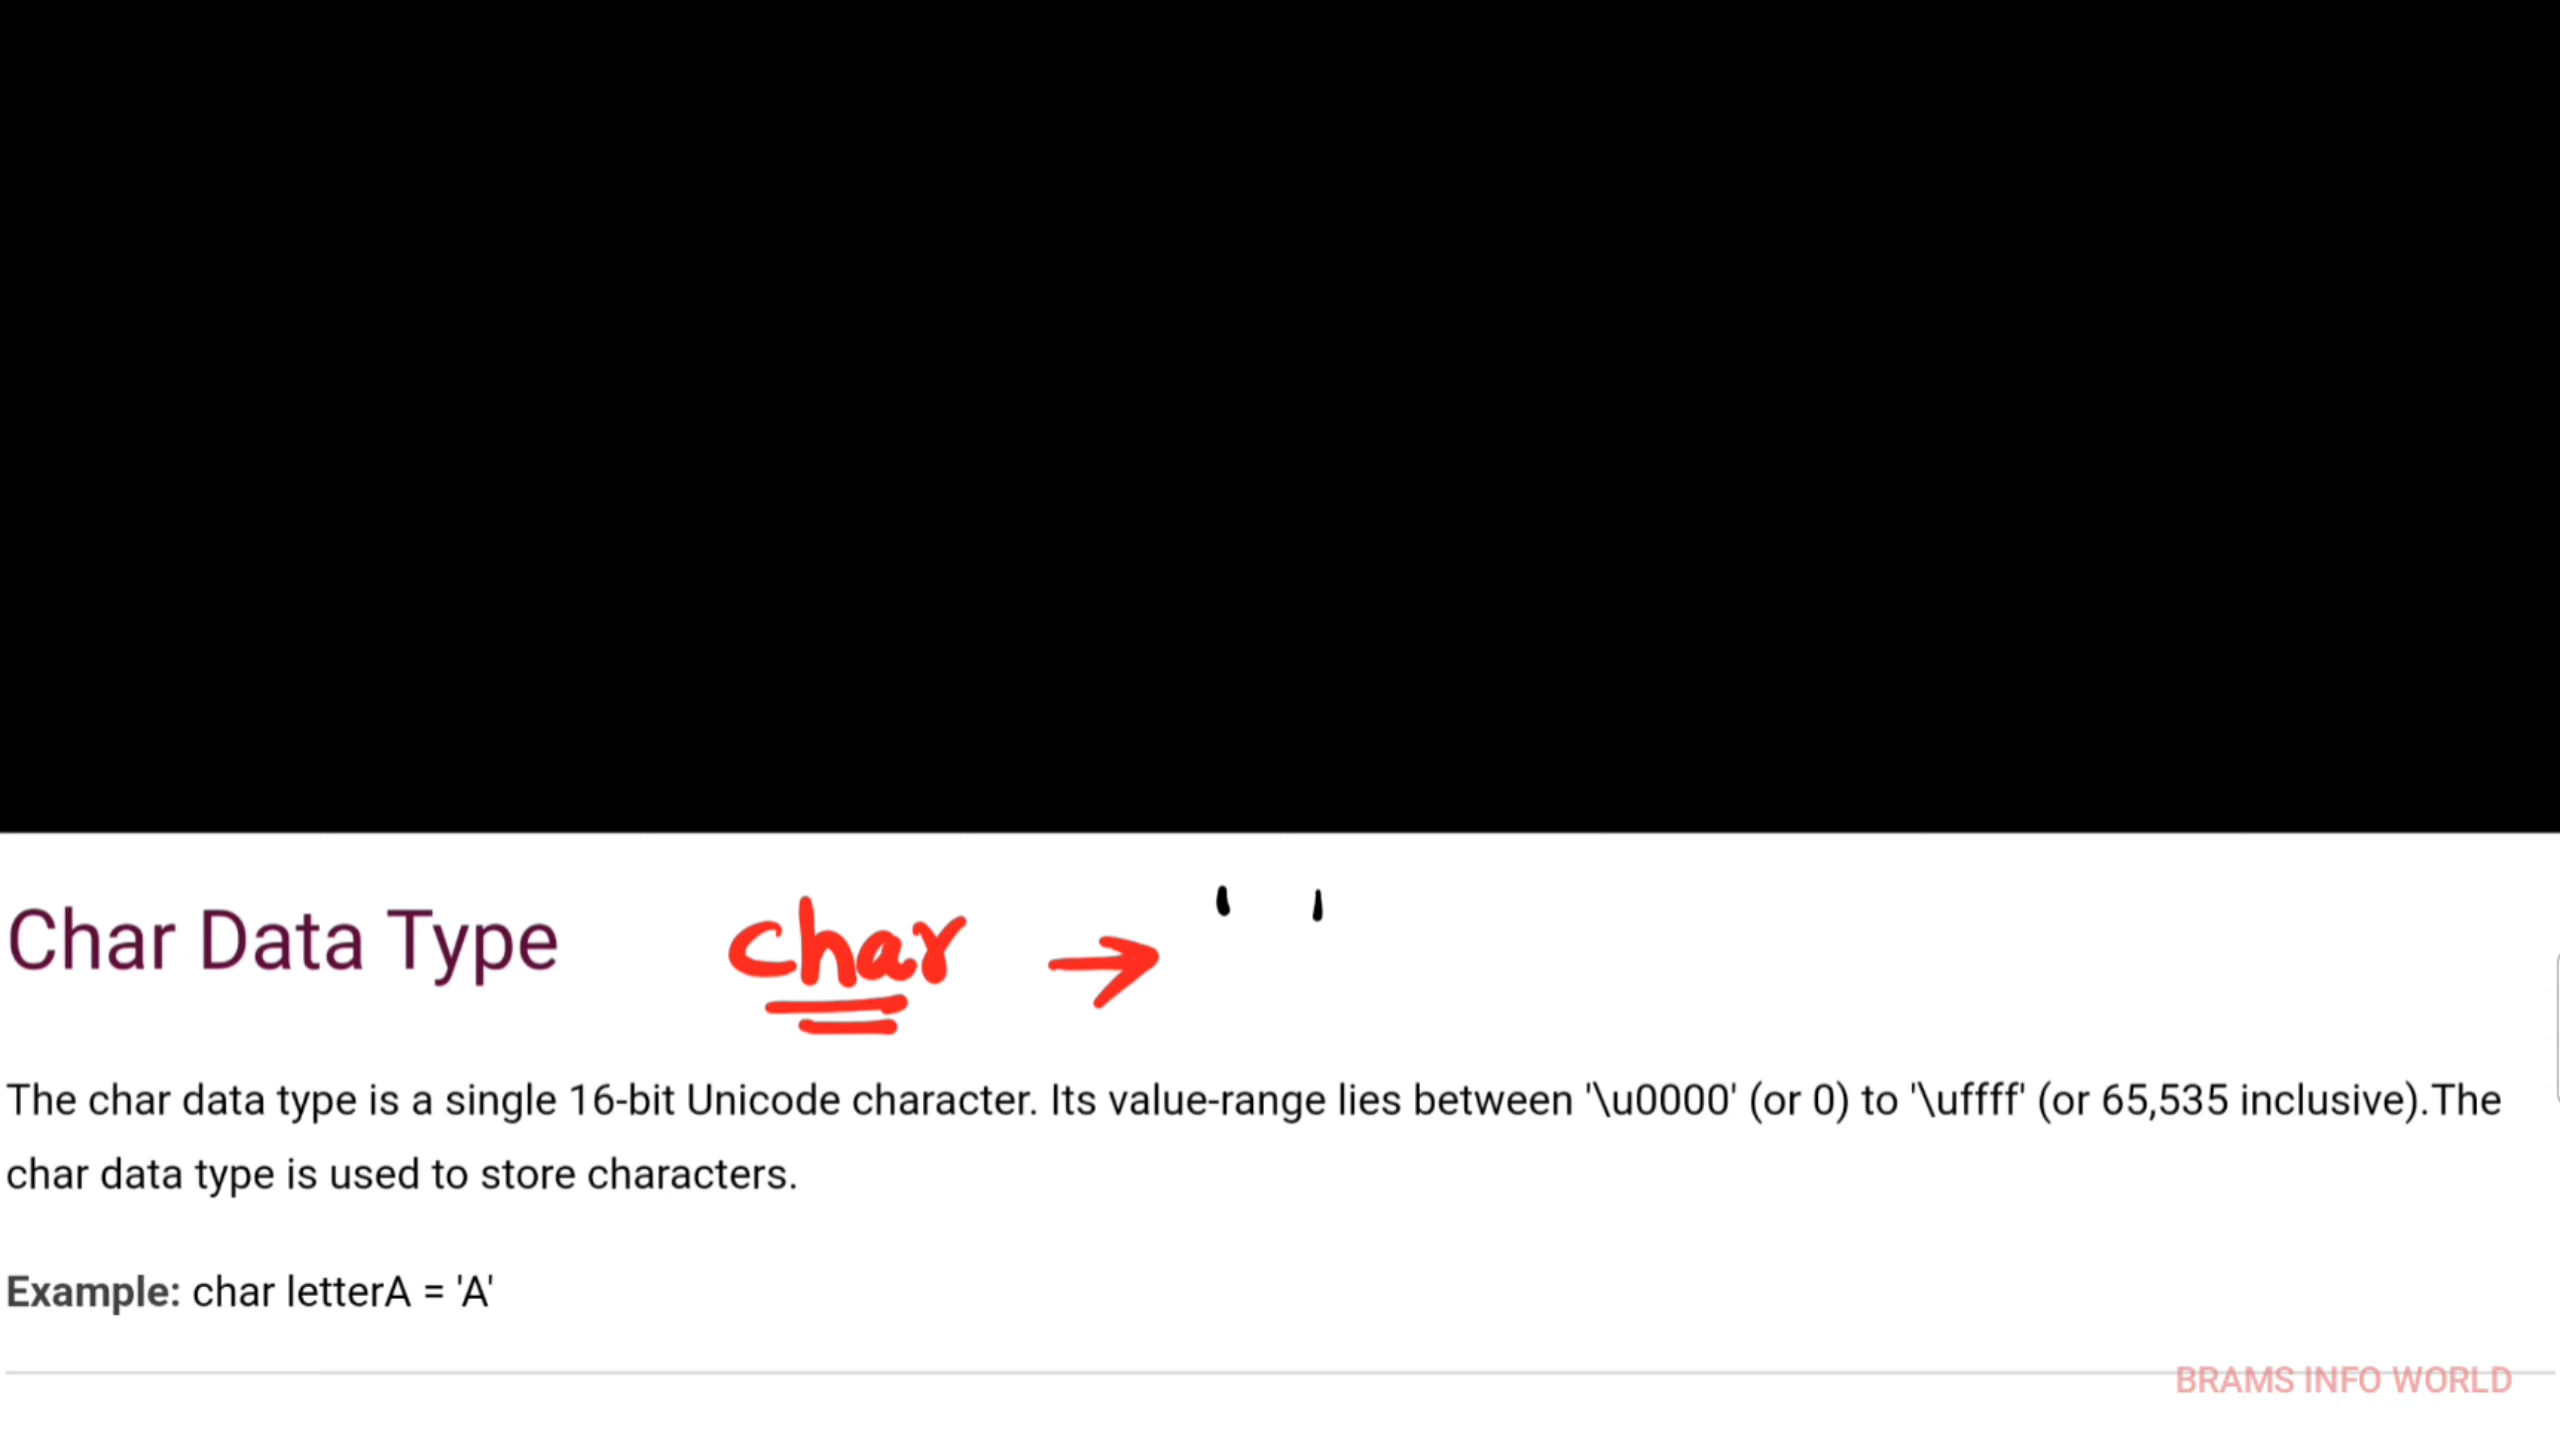 Char Data Type char → ' '
The char data type is a single 16-bit Unicode character. Its value-range lies between '\u0000' (or 0) to '\uffff' (or 65,535 inclusive).The
char data type is used to store characters.
Example: char letterA = 'A'
BRAMS INFO WORLD